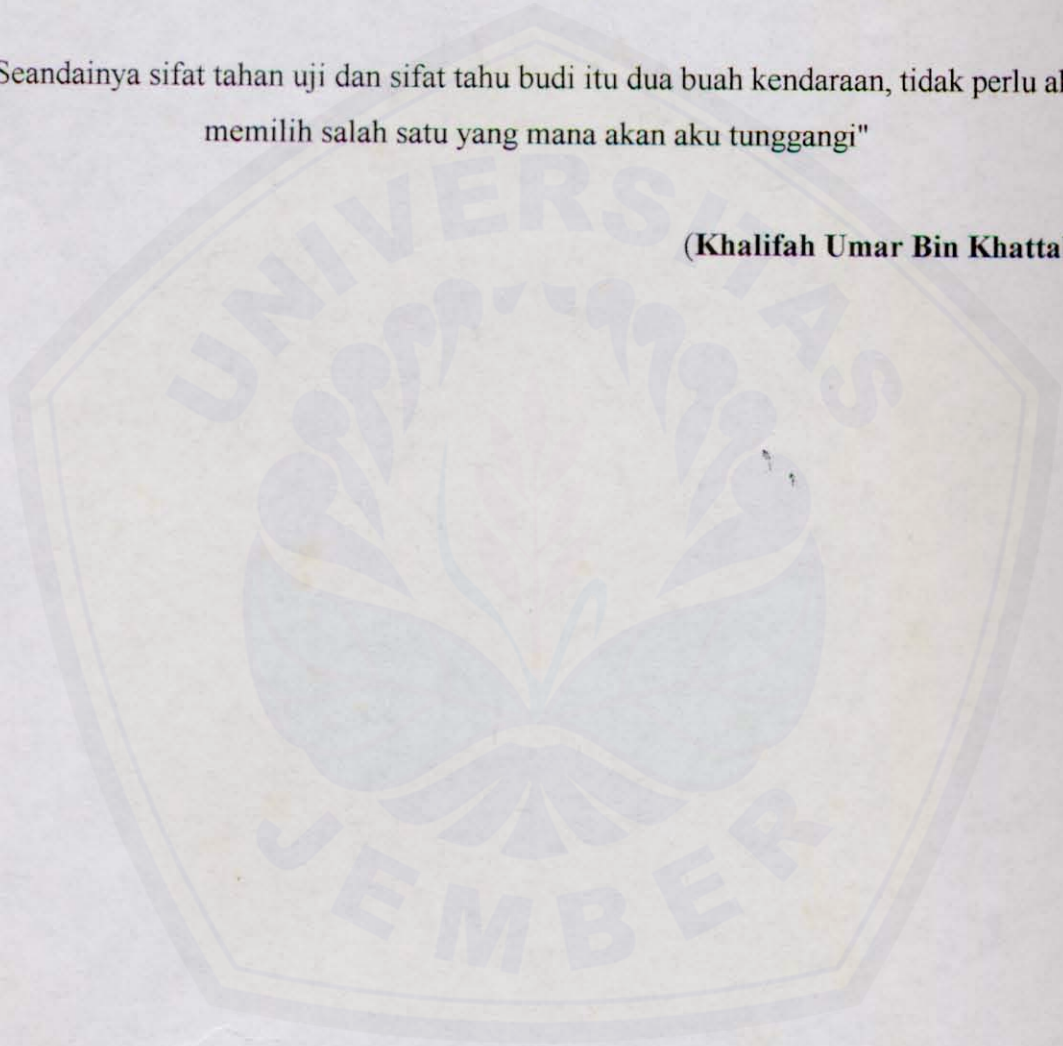 Seandainya sifat tahan uji dan sifat tahu budi itu dua buah kendaraan, tidak perlu
memilih salah satu yang mana akan aku tunggangi"
(Khalifah Umar Bin Khatta
UNIVERSITAS
JEMBER